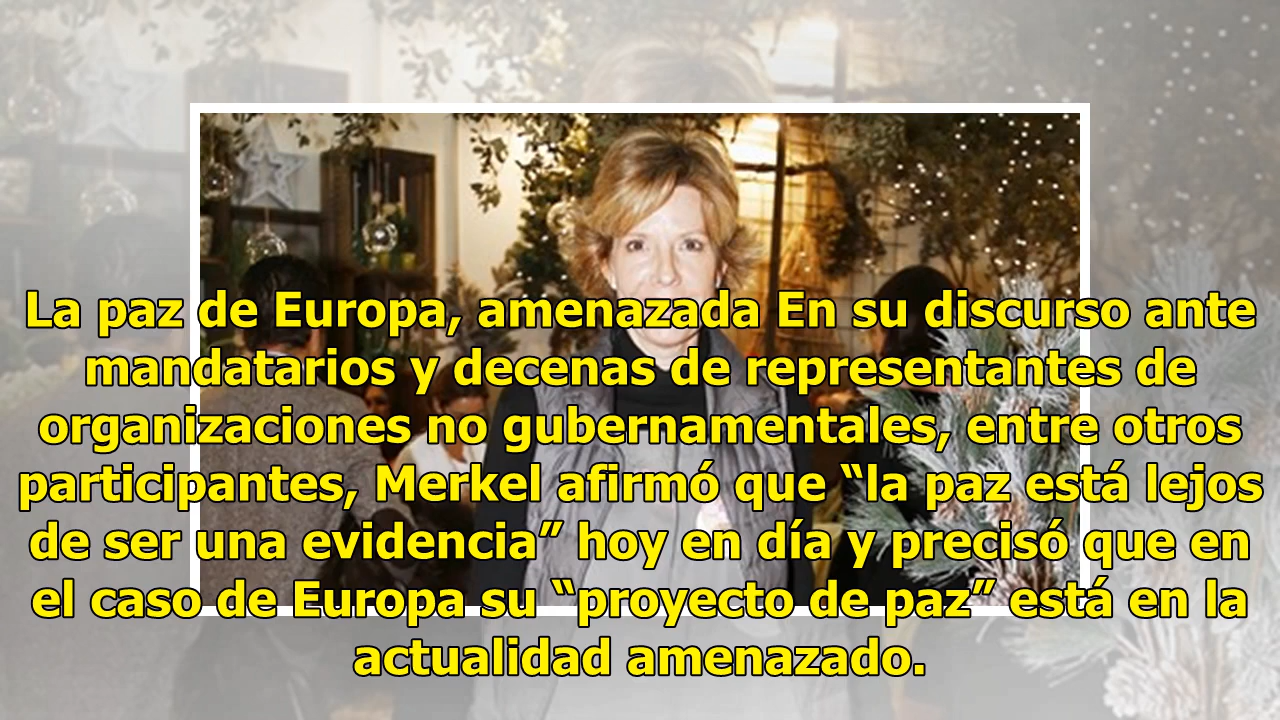 La paz de Europa, amenazada En su discurso ante
mandatarios y decenas de representantes de
organizaciones no gubernamentales, entre otros
participantes, Merkel afirmó que “la paz está lejos
de ser una evidencia” hoy en día y precisó que en
el caso de Europa su “proyecto de paz” está en la
actualidad amenazado.